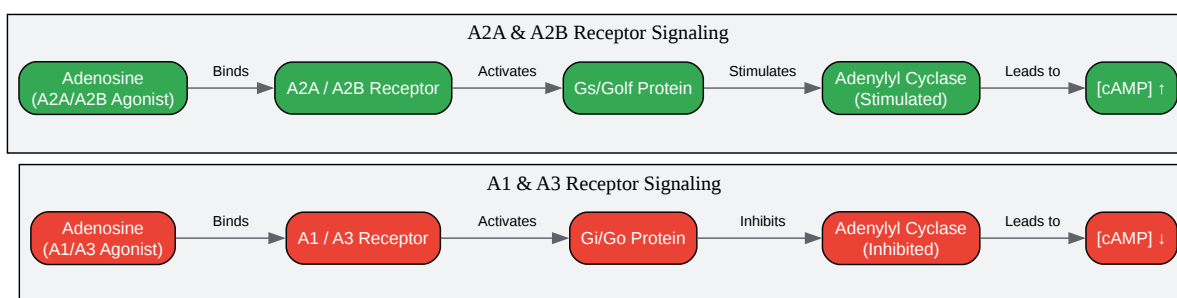 A2A & A2B Receptor Signaling
Adenosine
(A2A/A2B Agonist)
Binds
A2A / A2B Receptor
Activates
Gs/Golf Protein
Stimulates
Adenylyl Cyclase
(Stimulated)
Leads to
[cAMP] ↑
A1 & A3 Receptor Signaling
Adenosine
(A1/A3 Agonist)
Binds
A1 / A3 Receptor
Activates
Gi/Go Protein
Inhibits
Adenylyl Cyclase
(Inhibited)
Leads to
[cAMP] ↓